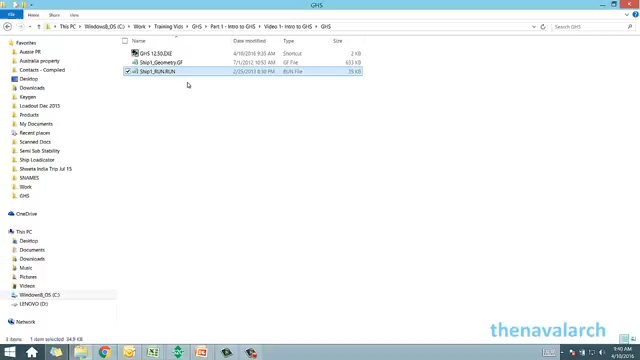 GHS
This PC › Windows8_OS (C:) › Work › Training Vids › GHS › Part 1 - Intro to GHS › Video 1- Intro to GHS › GHS
Search GHS
Name Date modified Type Size
GHS 12.50.EXE 4/10/2016 9:35 AM Shortcut 2 KB
Ship1_Geometry.GF 7/1/2012 10:53 AM GF File 633 KB
Ship1_RUN.RUN 2/25/2013 8:30 PM RUN File 35 KB
Favorites
Aussie PR
Australia property
Contacts - Compiled
Desktop
Downloads
Keygen
Loadout Dec 2015
Products
My Documents
Recent places
Scanned Docs
Semi Sub Stability
Ship Loadicator
Shweta India Trip Jul 15
SNAMES
Work
GHS
OneDrive
This PC
Desktop
Documents
Downloads
Music
Pictures
Videos
Windows8_OS (C:)
LENOVO (D:)
Network
thenavalarch
3 items 1 item selected 34.8 KB
9:40 AM
4/10/2016